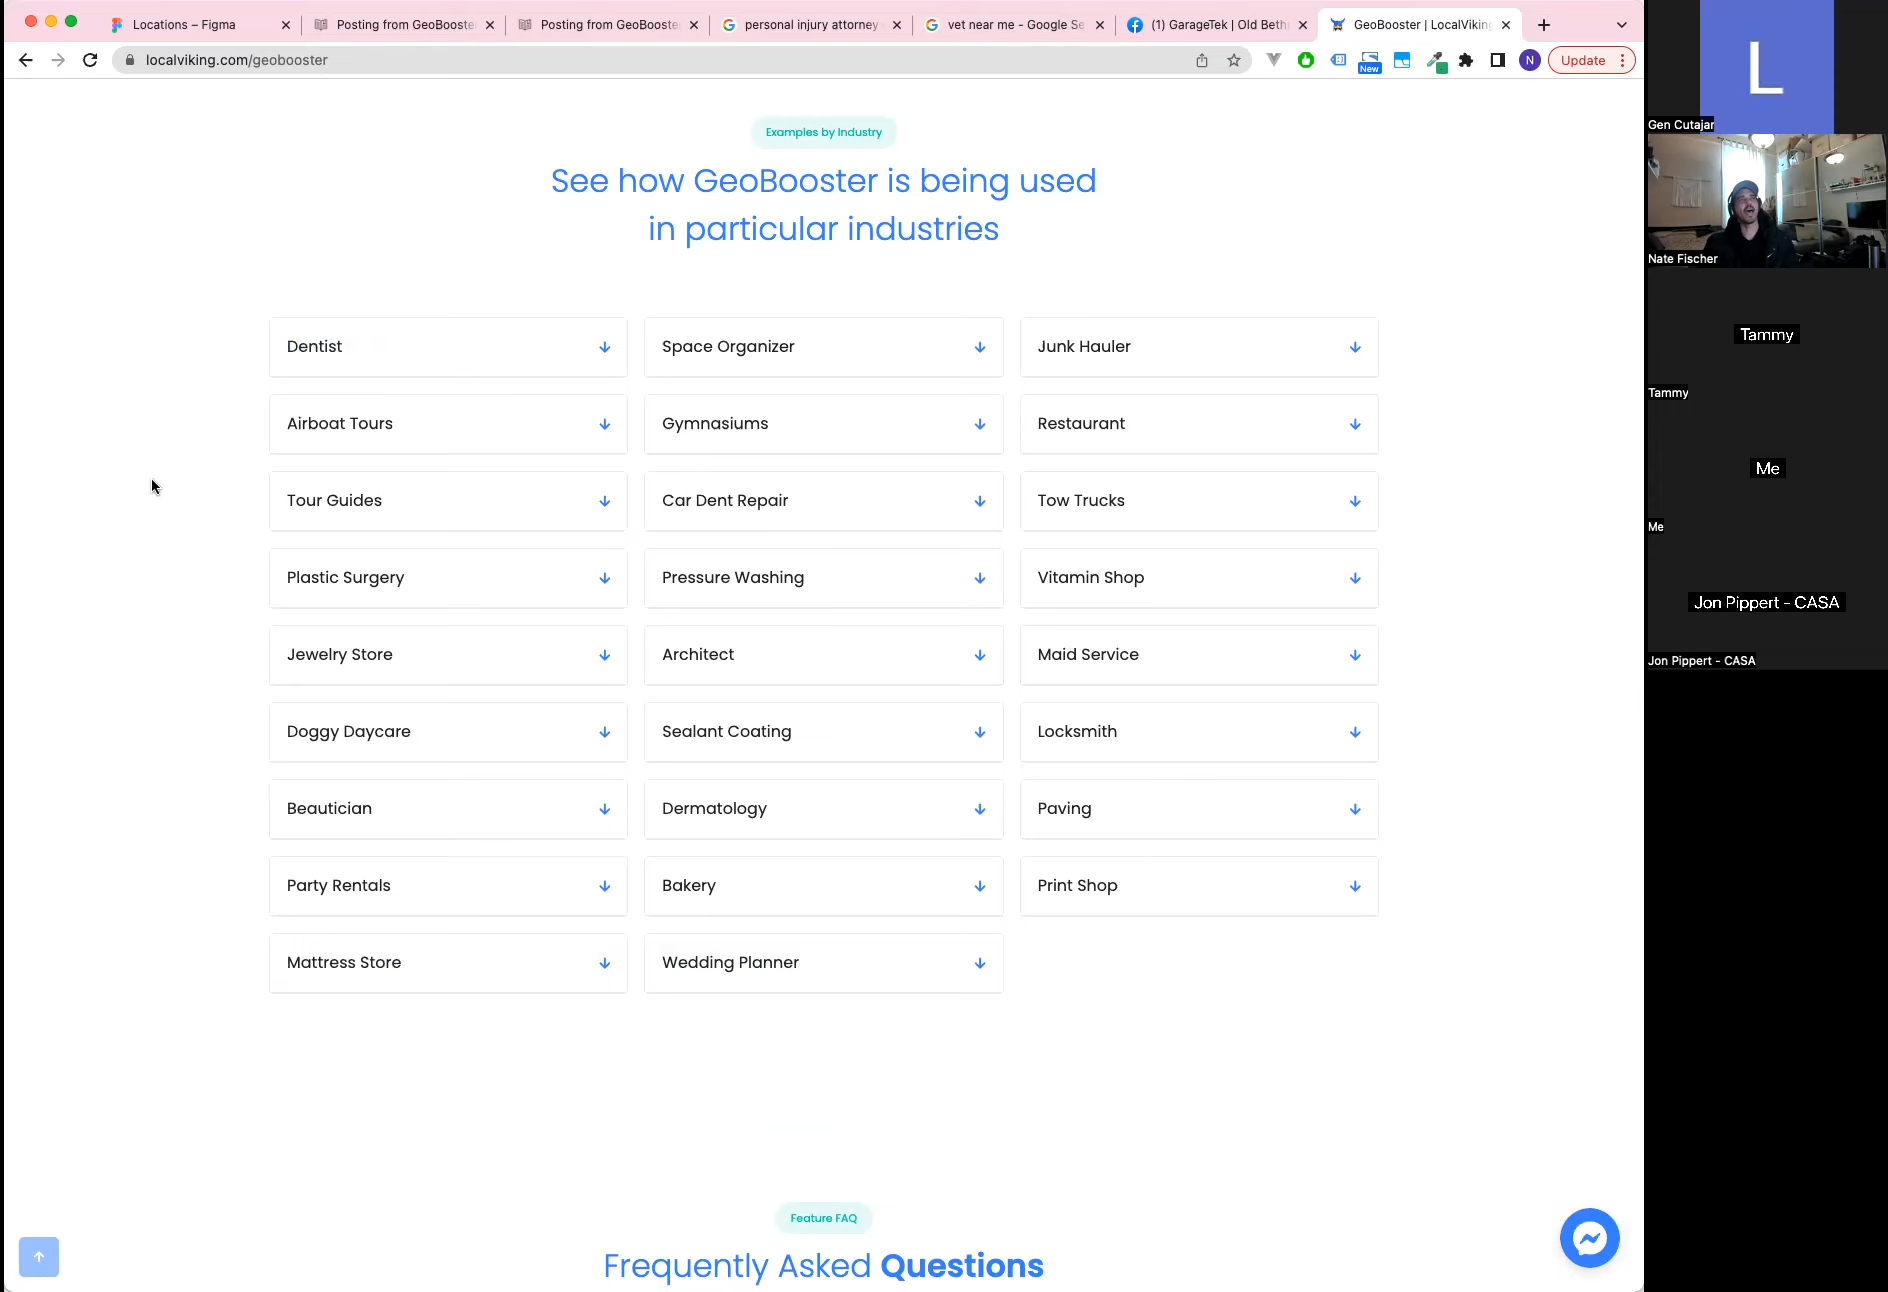 Locations – Figma
Posting from GeoBooste
Posting from GeoBooste
personal injury attorney
vet near me - Google Se
(1) GarageTek | Old Beth
GeoBooster | LocalViking
localviking.com/geobooster
New
N
Update
Examples by Industry
See how GeoBooster is being used
in particular industries
Dentist
Space Organizer
Junk Hauler
Airboat Tours
Gymnasiums
Restaurant
Tour Guides
Car Dent Repair
Tow Trucks
Plastic Surgery
Pressure Washing
Vitamin Shop
Jewelry Store
Architect
Maid Service
Doggy Daycare
Sealant Coating
Locksmith
Beautician
Dermatology
Paving
Party Rentals
Bakery
Print Shop
Mattress Store
Wedding Planner
Feature FAQ
Frequently Asked Questions
L
Gen Cutajar
Nate Fischer
Tammy
Tammy
Me
Me
Jon Pippert - CASA
Jon Pippert - CASA